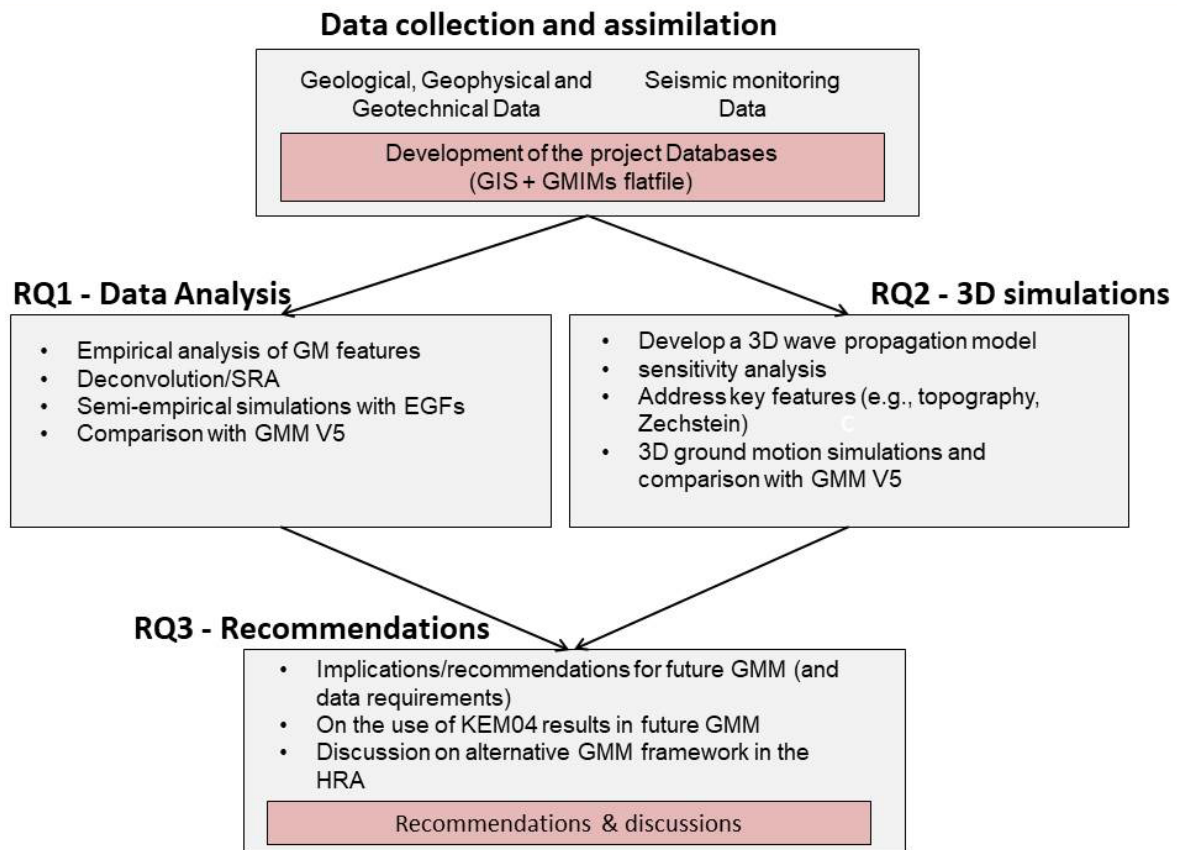 Data collection and assimilation
Geological, Geophysical and
Geotechnical Data
Seismic monitoring
Data
Development of the project Databases
(GIS + GMIMs flatfile)
RQ1 - Data Analysis
• Empirical analysis of GM features
• Deconvolution/SRA
• Semi-empirical simulations with EGFs
• Comparison with GMM V5
RQ2 - 3D simulations
• Develop a 3D wave propagation model
• sensitivity analysis
• Address key features (e.g., topography,
Zechstein)
c
• 3D ground motion simulations and
comparison with GMM V5
RQ3 - Recommendations
• Implications/recommendations for future GMM (and
data requirements)
• On the use of KEM04 results in future GMM
• Discussion on alternative GMM framework in the
HRA
Recommendations & discussions